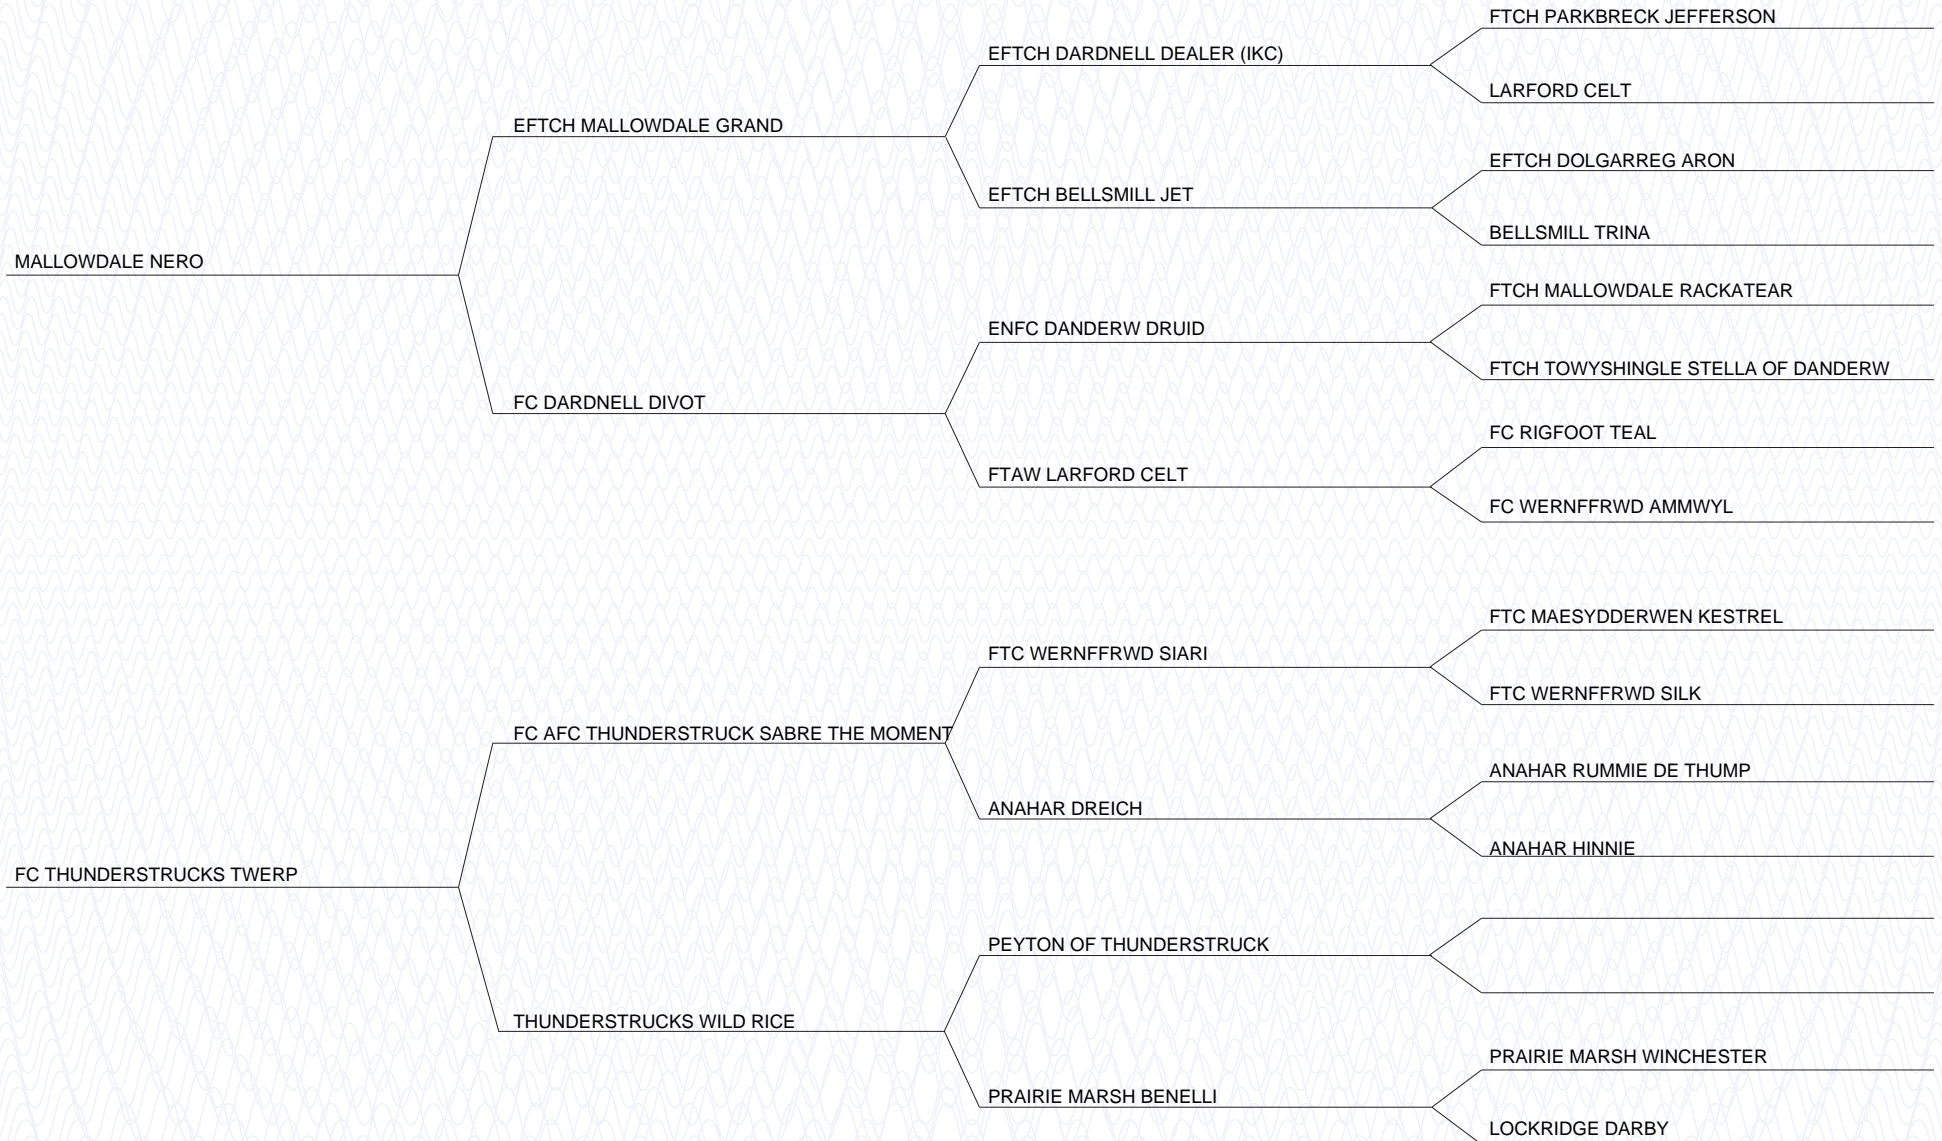 FTCH PARKBRECK JEFFERSON
EFTCH DARDNELL DEALER (IKC)
LARFORD CELT
EFTCH MALLOWDALE GRAND
EFTCH DOLGARREG ARON
EFTCH BELLSMILL JET
BELLSMILL TRINA
MALLOWDALE NERO
FTCH MALLOWDALE RACKATEAR
ENFC DANDERW DRUID
FTCH TOWYSHINGLE STELLA OF DANDERW
FC DARDNELL DIVOT
FC RIGFOOT TEAL
FTAW LARFORD CELT
FC WERNFFRWD AMMWYL
FTC MAESYDDERWEN KESTREL
FTC WERNFFRWD SIARI
FTC WERNFFRWD SILK
FC AFC THUNDERSTRUCK SABRE THE MOMENT
ANAHAR RUMMIE DE THUMP
ANAHAR DREICH
ANAHAR HINNIE
FC THUNDERSTRUCKS TWERP
PEYTON OF THUNDERSTRUCK
THUNDERSTRUCKS WILD RICE
PRAIRIE MARSH WINCHESTER
PRAIRIE MARSH BENELLI
LOCKRIDGE DARBY